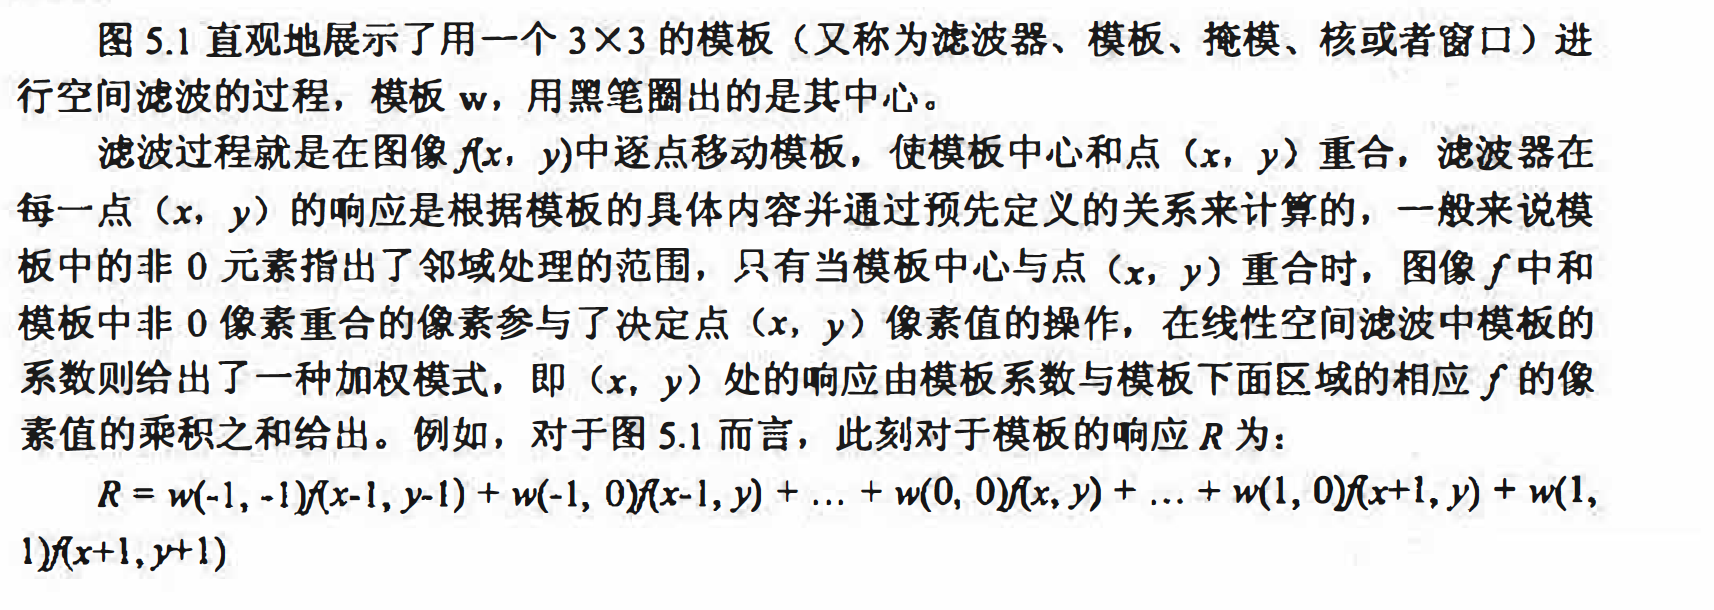 图 5.1 直观地展示了用一个 3×3 的模板（又称为滤波器、模板、掩模、核或者窗口）进
行空间滤波的过程，模板 w，用黑笔圈出的是其中心。
滤波过程就是在图像 f(x，y)中逐点移动模板，使模板中心和点（x，y）重合，滤波器在
每一点（x，y）的响应是根据模板的具体内容并通过预先定义的关系来计算的，一般来说模
板中的非 0 元素指出了邻域处理的范围，只有当模板中心与点（x，y）重合时，图像 f 中和
模板中非 0 像素重合的像素参与了决定点（x，y）像素值的操作，在线性空间滤波中模板的
系数则给出了一种加权模式，即（x，y）处的响应由模板系数与模板下面区域的相应 f 的像
素值的乘积之和给出。例如，对于图 5.1 而言，此刻对于模板的响应 R 为：
R = w(-1, -1)f(x-1, y-1) + w(-1, 0)f(x-1, y) + … + w(0, 0)f(x, y) + … + w(1, 0)f(x+1, y) + w(1,
1)f(x+1, y+1)